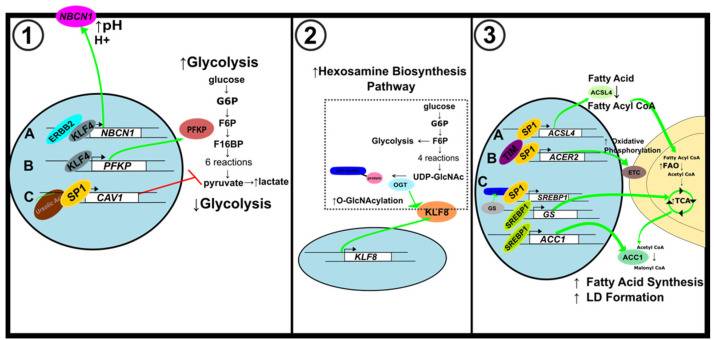 1
NBCN1
↑pH
H+
↑Glycolysis
glucose
↓
G6P
↓
F6P
↓
F16BP
↓
6 reactions
↓
pyruvate→↑lactate
↓Glycolysis
PFKP
A
ERBB2
KLF4
NBCN1
B
KLF4
PFKP
C
SP1
CAV1
2
↑Hexosamine Biosynthesis
Pathway
glucose
↓
G6P
↓
Glycolysis ← F6P
4 reactions
↓
UDP-GlcNAc
protein
OGT
↑O-GlcNAcylation
KLF8
KLF8
3
Fatty Acid
ACSL4 ↓
Fatty Acyl CoA
A
SP1
ACSL4
B
SP1
ACER2
↑ Oxidative
Phosphorylation
ETC
Fatty Acyl CoA
↑FAO↓
Acetyl CoA
↑TCA
C
GS
SP1
SREBP1
SREBP1
GS
SREBP1
ACC1
Acetyl CoA
ACC1 ↓
Malonyl CoA
↑ Fatty Acid Synthesis
↑ LD Formation